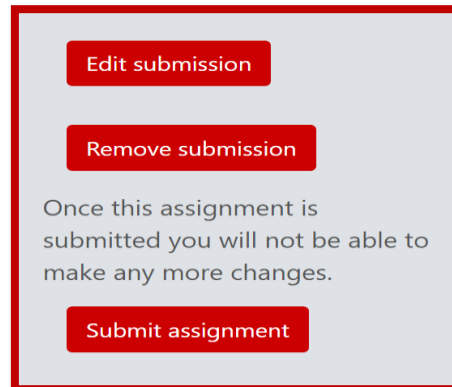 Edit submission
Remove submission
Once this assignment is
submitted you will not be able to
make any more changes.
Submit assignment